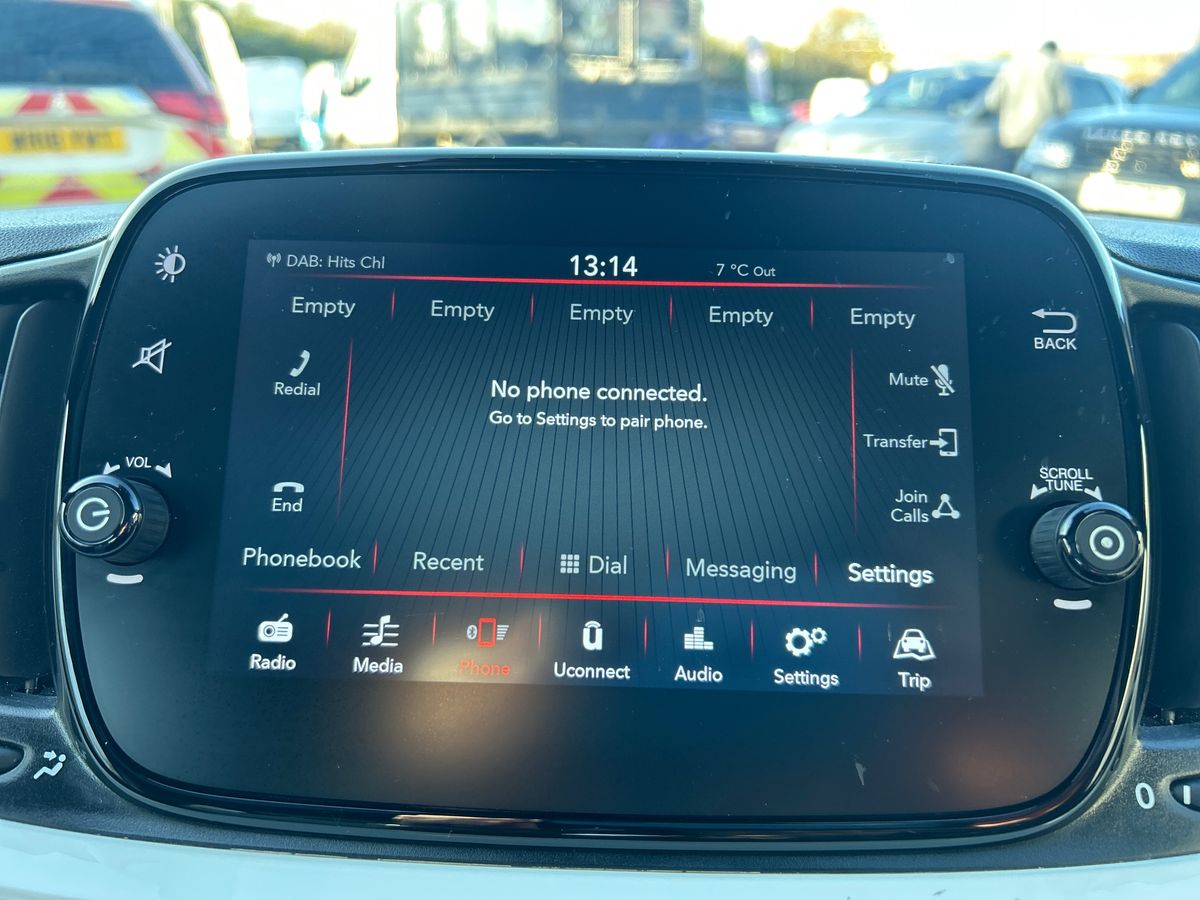 DAB: Hits Chl
13:14
7 °C Out
Empty
Empty
Empty
Empty
Empty
BACK
Redial
No phone connected.
Go to Settings to pair phone.
Mute
Transfer
VOL
SCROLL
TUNE
End
Join
Calls
Phonebook
Recent
Dial
Messaging
Settings
Radio
Media
Phone
Uconnect
Audio
Settings
Trip
0